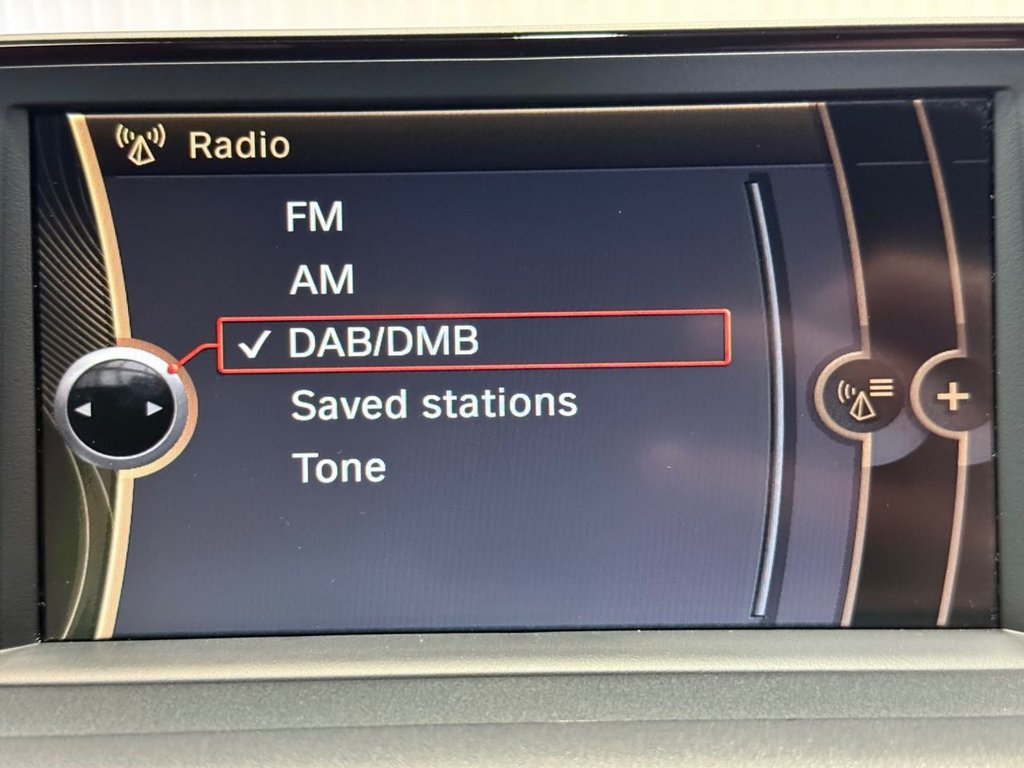 Radio
FM
AM
✓ DAB/DMB
Saved stations
Tone